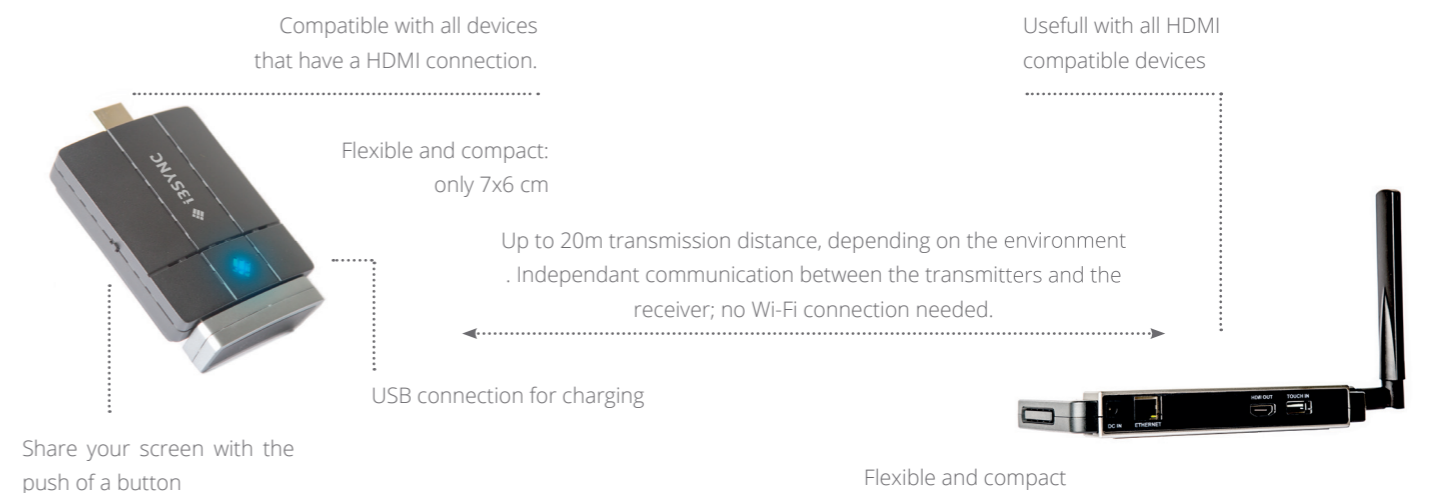 Compatible with all devices
that have a HDMI connection.
Usefull with all HDMI
compatible devices
i3SYNC
Flexible and compact:
only 7x6 cm
Up to 20m transmission distance, depending on the environment
. Independant communication between the transmitters and the
receiver; no Wi-Fi connection needed.
USB connection for charging
Share your screen with the
push of a button
DC IN
ETHERNET
HDMI OUT
TOUCH IN
Flexible and compact